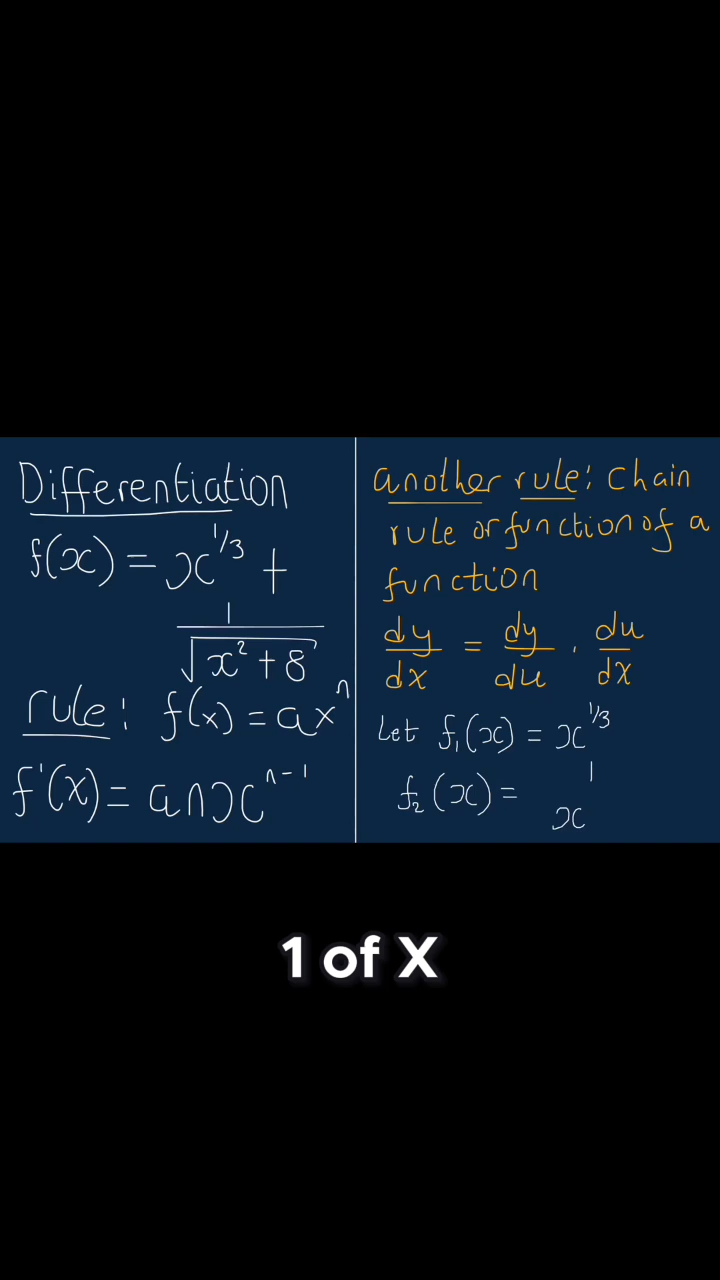 Differentiation
f(x) = x^1/3 +
1
√x² + 8
rule: f(x) = ax^n
f'(x) = anx^n-1
another rule: Chain
rule or function of a
function
dy/dx = dy/du . du/dx
Let f₁(x) = x^1/3
f₂(x) = 1
x
1 of X